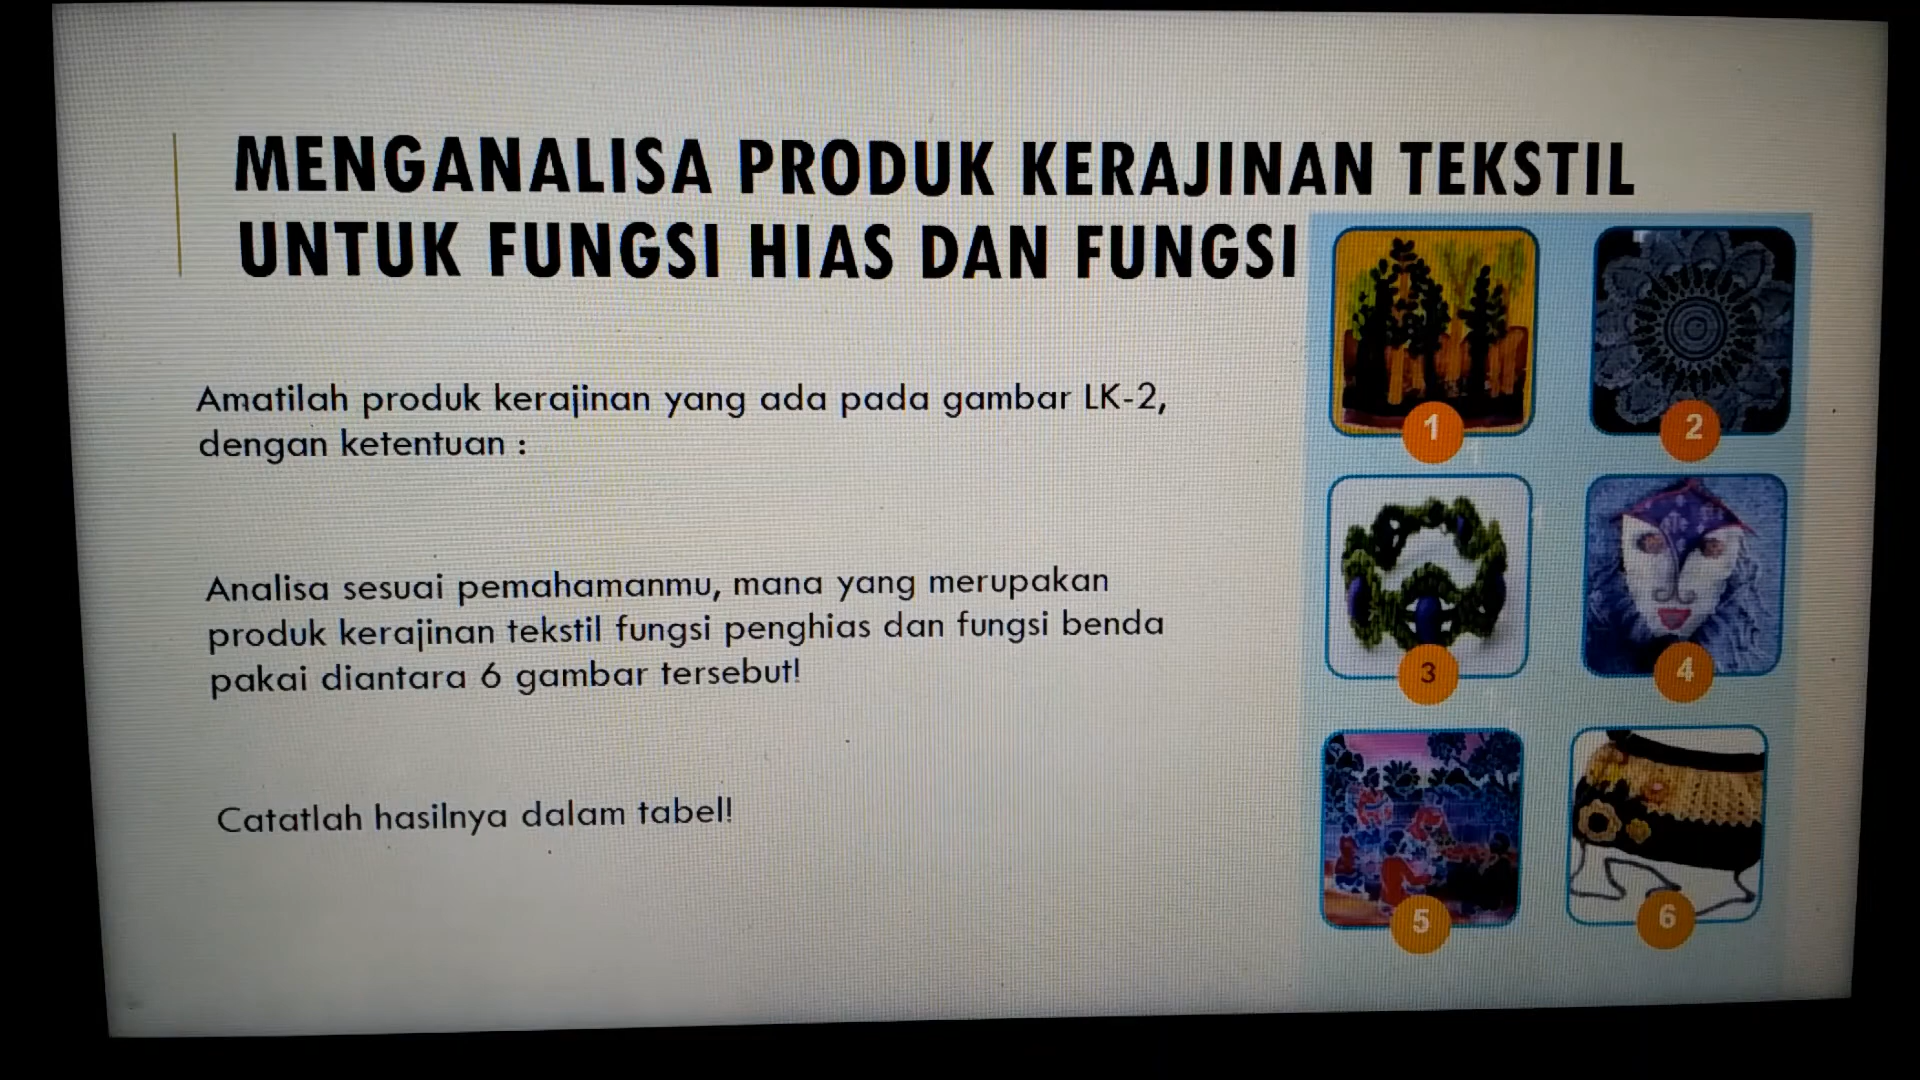 MENGANALISA PRODUK KERAJINAN TEKSTIL
UNTUK FUNGSI HIAS DAN FUNGSI
Amatilah produk kerajinan yang ada pada gambar LK-2,
dengan ketentuan :
Analisa sesuai pemahamanmu, mana yang merupakan
produk kerajinan tekstil fungsi penghias dan fungsi benda
pakai diantara 6 gambar tersebut!
Catatlah hasilnya dalam tabel!
1
2
3
4
5
6